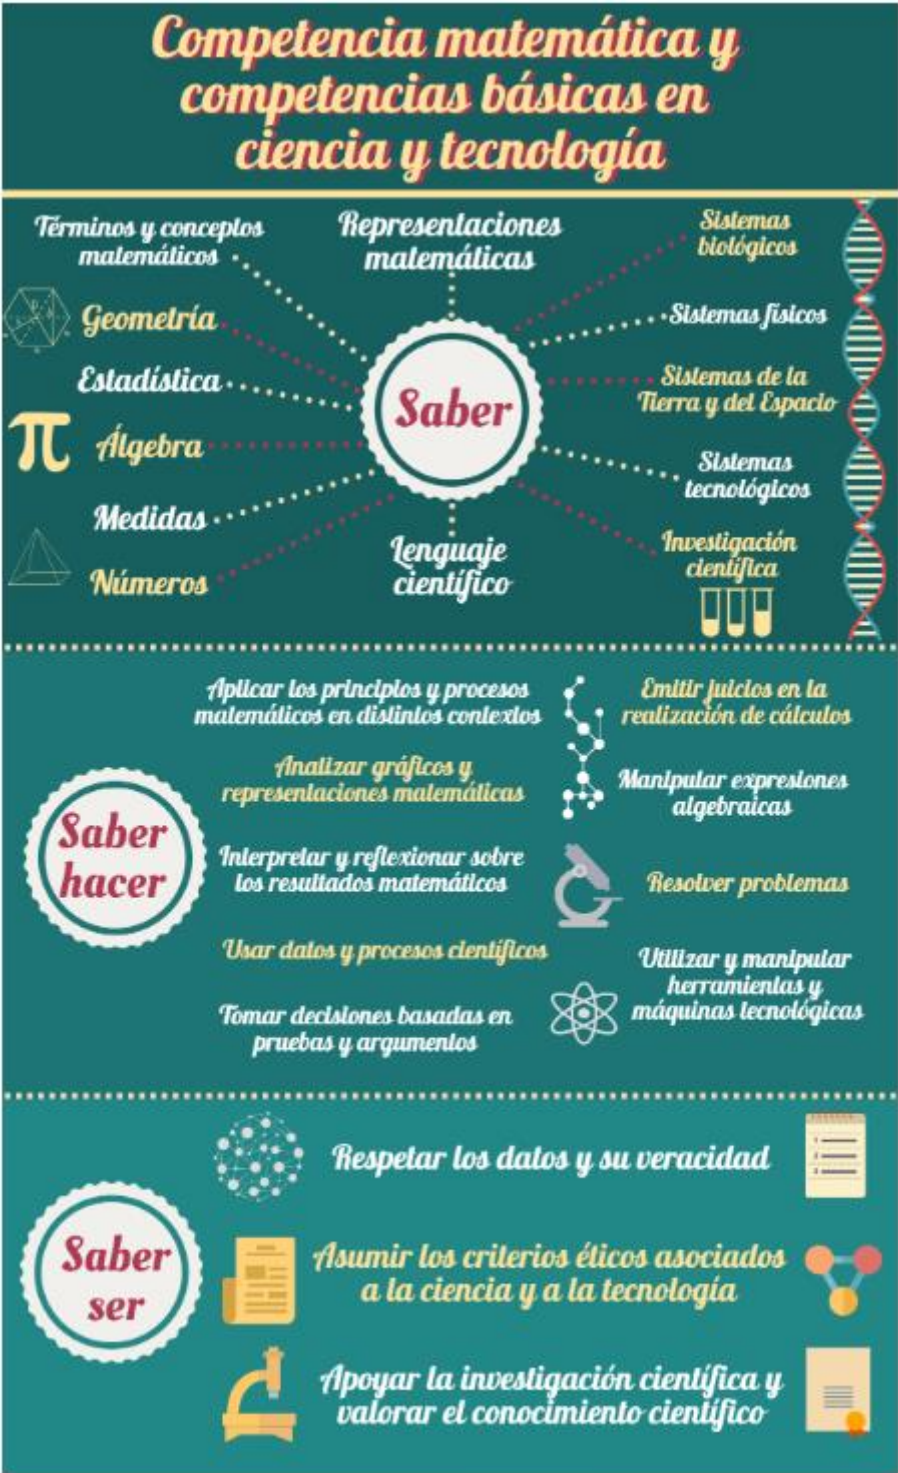 Competencia matemática y
competencias básicas en
ciencia y tecnología
Términos y conceptos
matemáticos
Representaciones
matemáticas
Sistemas
biológicos
Geometría
Sistemas físicos
Estadística
Saber
Sistemas de la
Tierra y del Espacio
π
Álgebra
Sistemas
tecnológicos
Medidas
Lenguaje
científico
Investigación
científica
Números
Aplicar los principios y procesos
matemáticos en distintos contextos
Emitir juicios en la
realización de cálculos
Analizar gráficos y
representaciones matemáticas
Manipular expresiones
algebraicas
Saber
hacer
Interpretar y reflexionar sobre
los resultados matemáticos
Resolver problemas
Usar datos y procesos científicos
Utilizar y manipular
herramientas y
máquinas tecnológicas
Tomar decisiones basadas en
pruebas y argumentos
Respetar los datos y su veracidad
1
2
3
Saber
ser
Asumir los criterios éticos asociados
a la ciencia y a la tecnología
Apoyar la investigación científica y
valorar el conocimiento científico